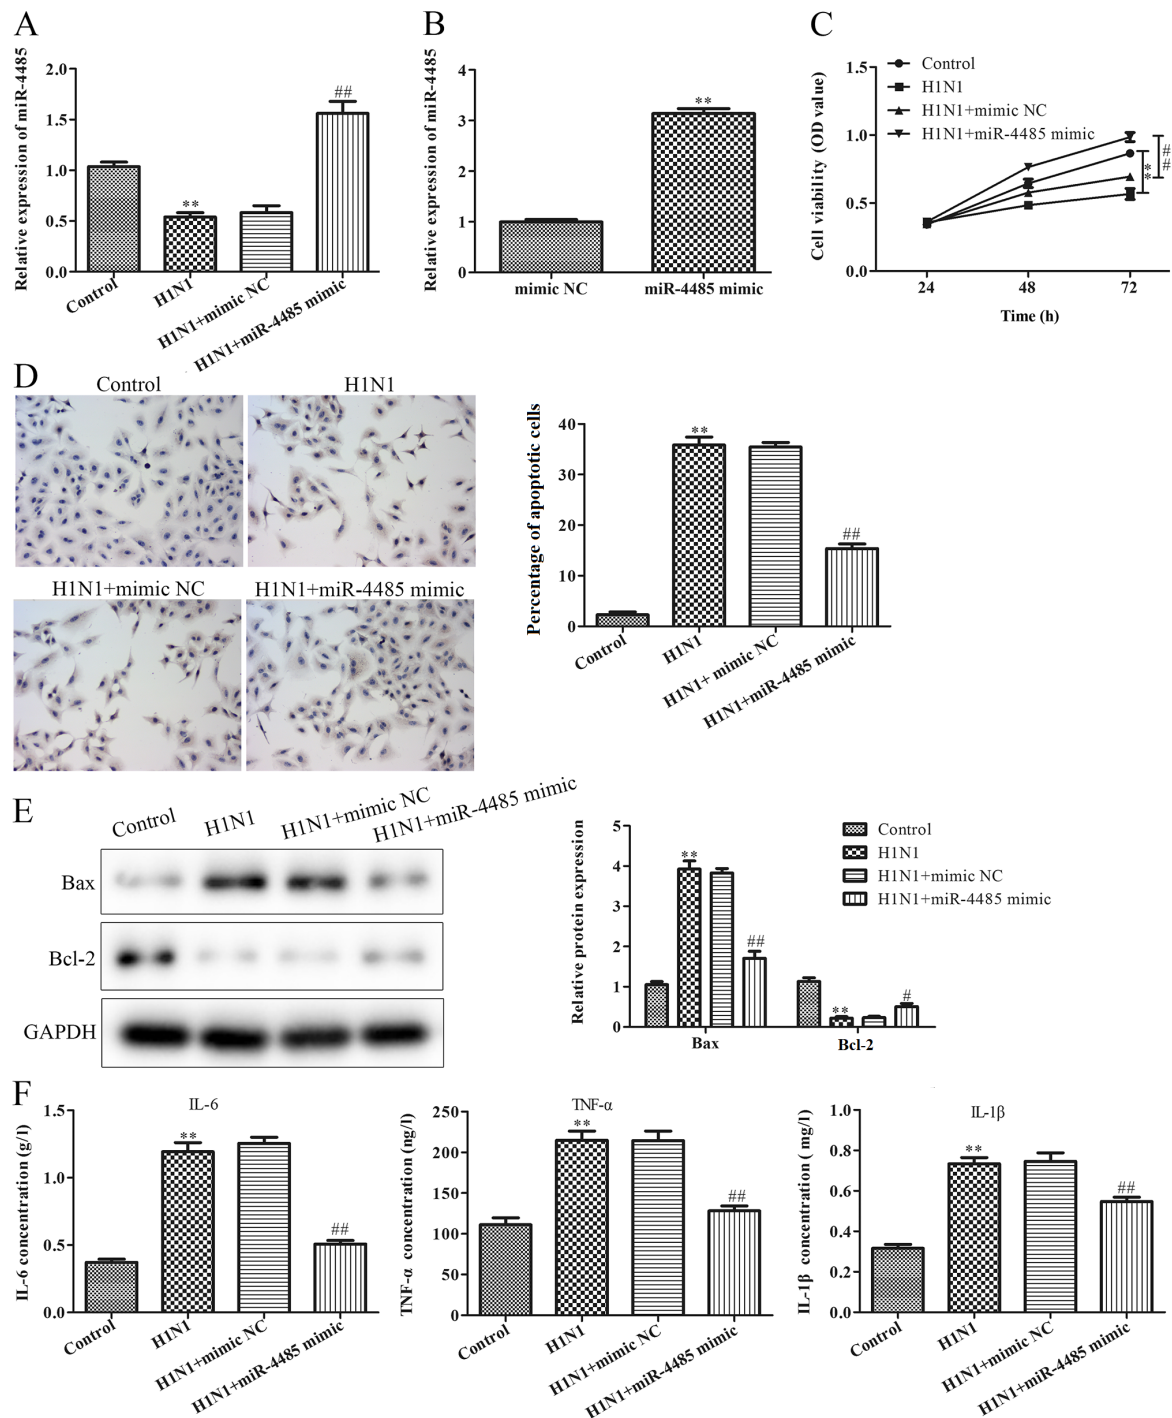 A
Relative expression of miR-4485
2.0
1.5
1.0
0.5
0.0
##
**
Control
H1N1
H1N1+mimic NC
H1N1+miR-4485 mimic
B
Relative expression of miR-4485
4
3
2
1
0
**
mimic NC
miR-4485 mimic
C
Cell viability (OD value)
1.5
1.0
0.5
0.0
Control
H1N1
H1N1+mimic NC
H1N1+miR-4485 mimic
**
##
24
48
72
Time (h)
D
Control
H1N1
H1N1+mimic NC
H1N1+miR-4485 mimic
Percentage of apoptotic cells
40
30
20
10
0
**
##
Control
H1N1
H1N1+ mimic NC
H1N1+miR-4485 mimic
E
Control
H1N1
H1N1+mimic NC
H1N1+miR-4485 mimic
Bax
Bcl-2
GAPDH
Relative protein expression
5
4
3
2
1
0
**
##
**
#
Bax
Bcl-2
Control
H1N1
H1N1+mimic NC
H1N1+miR-4485 mimic
F
IL-6
IL-6 concentration (g/l)
1.5
1.0
0.5
0.0
**
##
Control
H1N1
H1N1+mimic NC
H1N1+miR-4485 mimic
TNF-α
TNF-α concentration (ng/l)
250
200
150
100
50
0
**
##
Control
H1N1
H1N1+mimic NC
H1N1+miR-4485 mimic
IL-1β
IL-1β concentration ( mg/l)
1.0
0.8
0.6
0.4
0.2
0.0
**
##
Control
H1N1
H1N1+mimic NC
H1N1+miR-4485 mimic